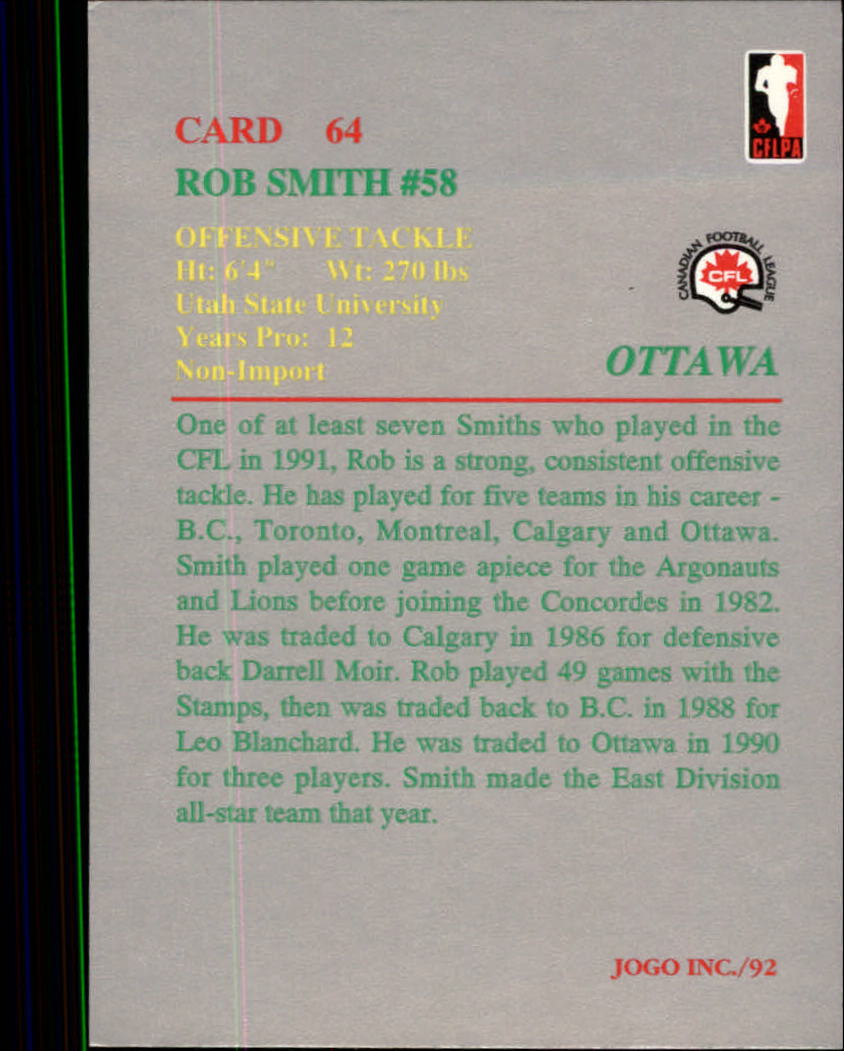 CFLPA
CARD 64
ROB SMITH #58
OFFENSIVE TACKLE
Ht: 6'4" Wt: 270 lbs
Utah State University
Years Pro: 12
Non-Import
CANADIAN FOOTBALL LEAGUE
CFL
OTTAWA
One of at least seven Smiths who played in the
CFL in 1991, Rob is a strong, consistent offensive
tackle. He has played for five teams in his career -
B.C., Toronto, Montreal, Calgary and Ottawa.
Smith played one game apiece for the Argonauts
and Lions before joining the Concordes in 1982.
He was traded to Calgary in 1986 for defensive
back Darrell Moir. Rob played 49 games with the
Stamps, then was traded back to B.C. in 1988 for
Leo Blanchard. He was traded to Ottawa in 1990
for three players. Smith made the East Division
all-star team that year.
JOGO INC./92